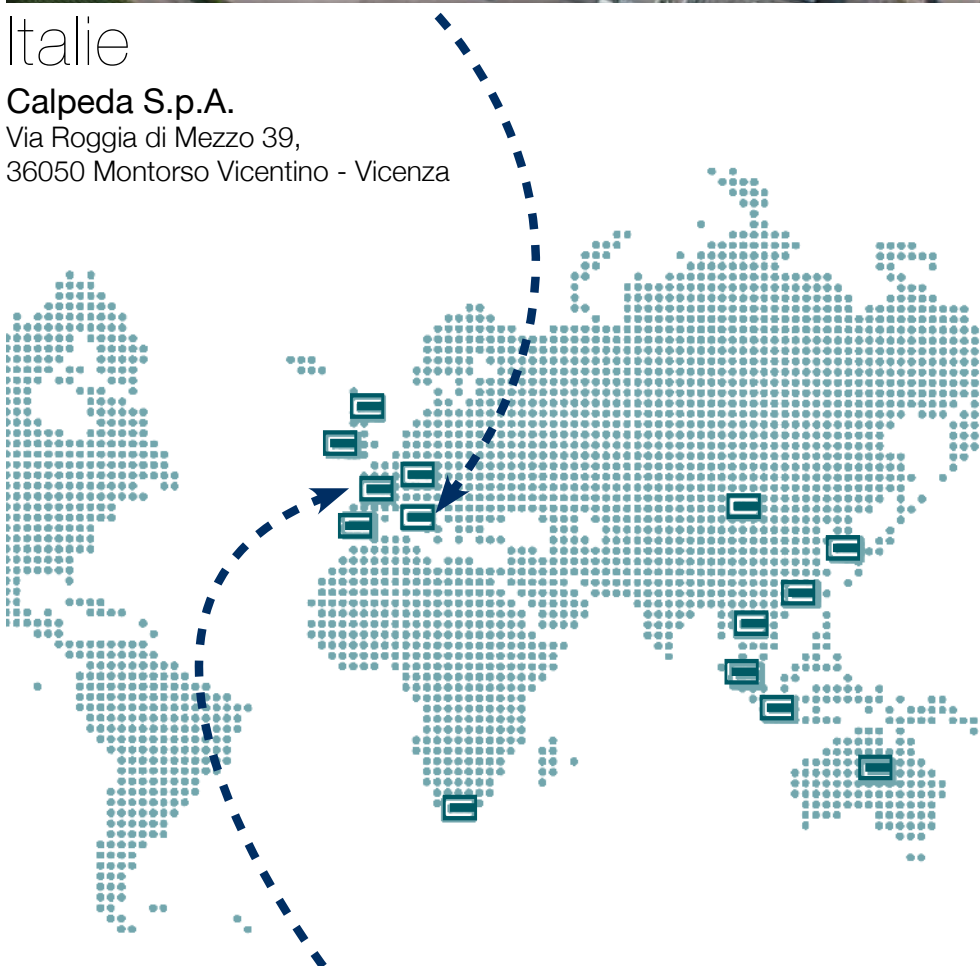 Italie
Calpeda S.p.A.
Via Roggia di Mezzo 39,
36050 Montorso Vicentino - Vicenza